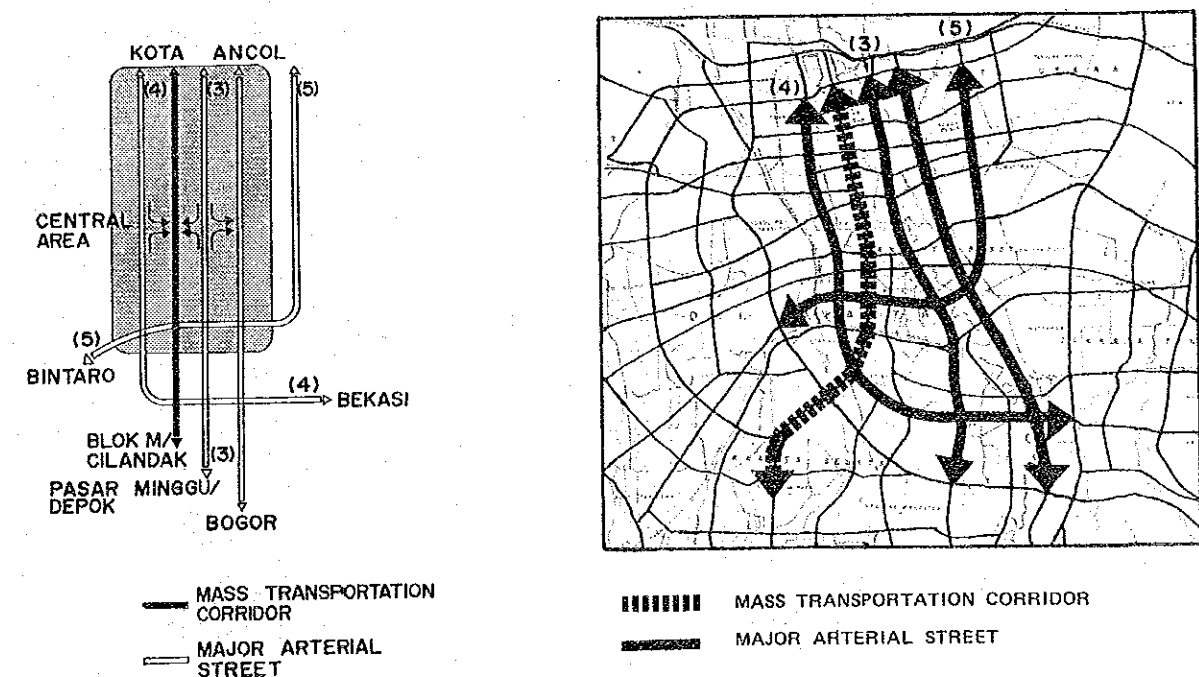 KOTA ANCOL
(4) (3) (5)
CENTRAL
AREA
(5)
BINTARO
(4)
BEKASI
BLOK M/
CILANDAK
(3)
PASAR MINGGU/
DEPOK
BOGOR
MASS TRANSPORTATION
CORRIDOR
MAJOR ARTERIAL
STREET
(5)
(3)
(4)
MASS TRANSPORTATION CORRIDOR
MAJOR ARTERIAL STREET